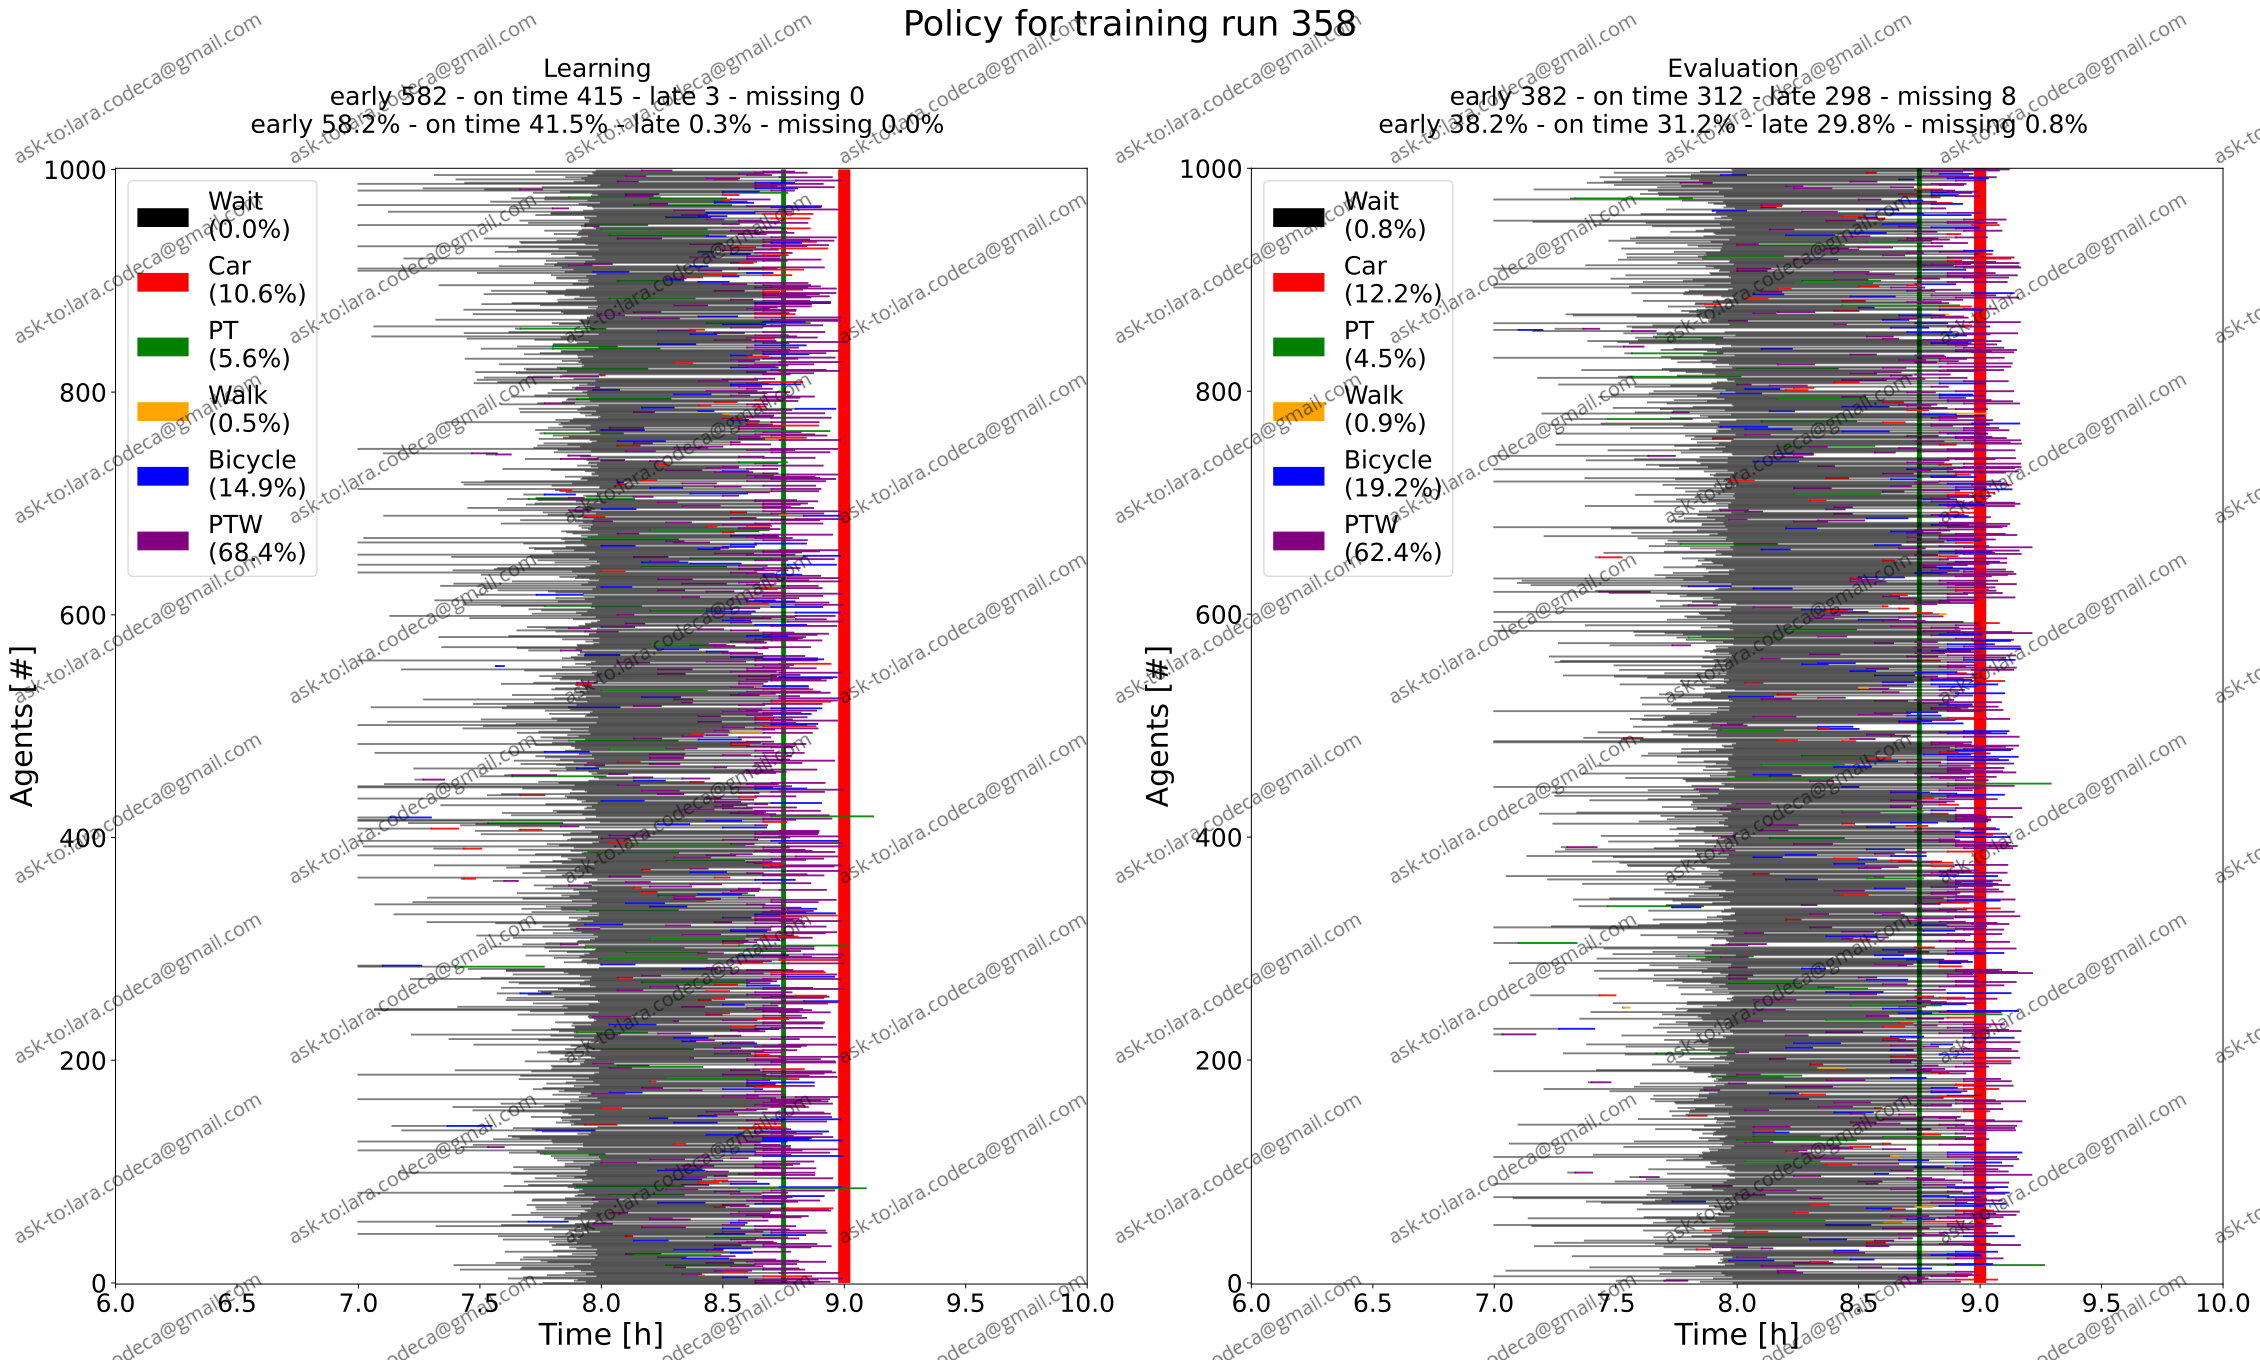 Policy for training run 358
Learning
early 582 - on time 415 - late 3 - missing 0
early 58.2% - on time 41.5% - late 0.3% - missing 0.0%
Evaluation
early 382 - on time 312 - late 298 - missing 8
early 38.2% - on time 31.2% - late 29.8% - missing 0.8%
Agents [#]
1000
800
600
400
200
0
Wait
(0.0%)
Car
(10.6%)
PT
(5.6%)
Walk
(0.5%)
Bicycle
(14.9%)
PTW
(68.4%)
6.0 6.5 7.0 7.5 8.0 8.5 9.0 9.5 10.0
Time [h]
Agents [#]
1000
800
600
400
200
0
Wait
(0.8%)
Car
(12.2%)
PT
(4.5%)
Walk
(0.9%)
Bicycle
(19.2%)
PTW
(62.4%)
6.0 6.5 7.0 7.5 8.0 8.5 9.0 9.5 10.0
Time [h]
ask-to:lara.codeca@gmail.com